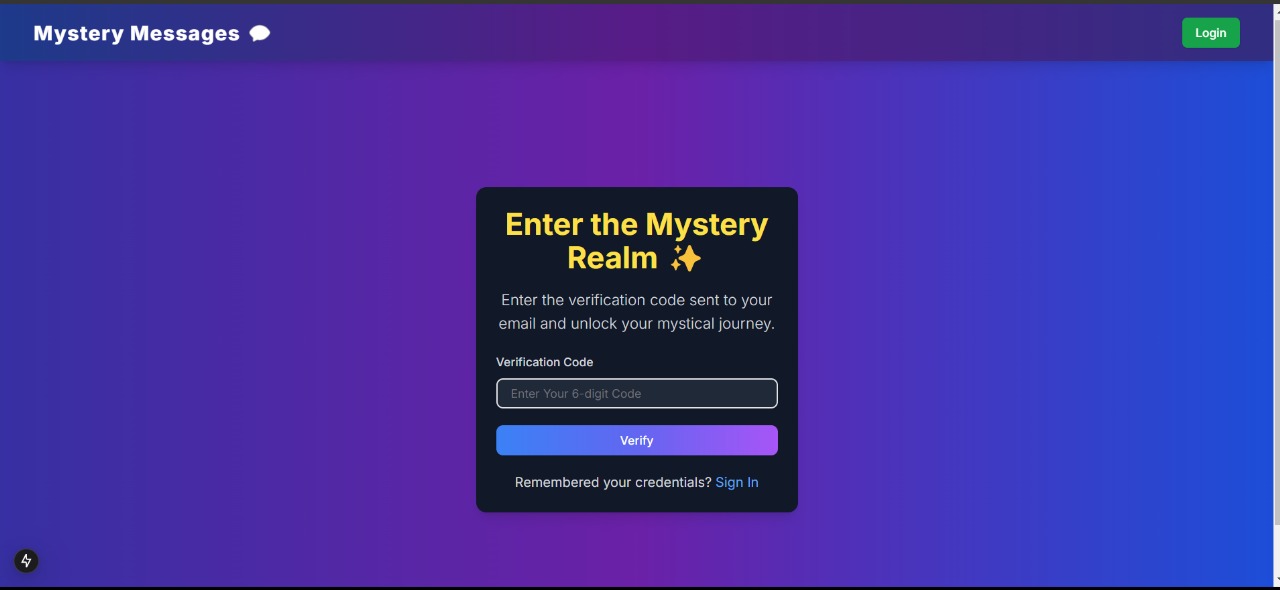 Mystery Messages 💬
Login
Enter the Mystery
Realm ✨
Enter the verification code sent to your
email and unlock your mystical journey.
Verification Code
Enter Your 6-digit Code
Verify
Remembered your credentials? Sign In